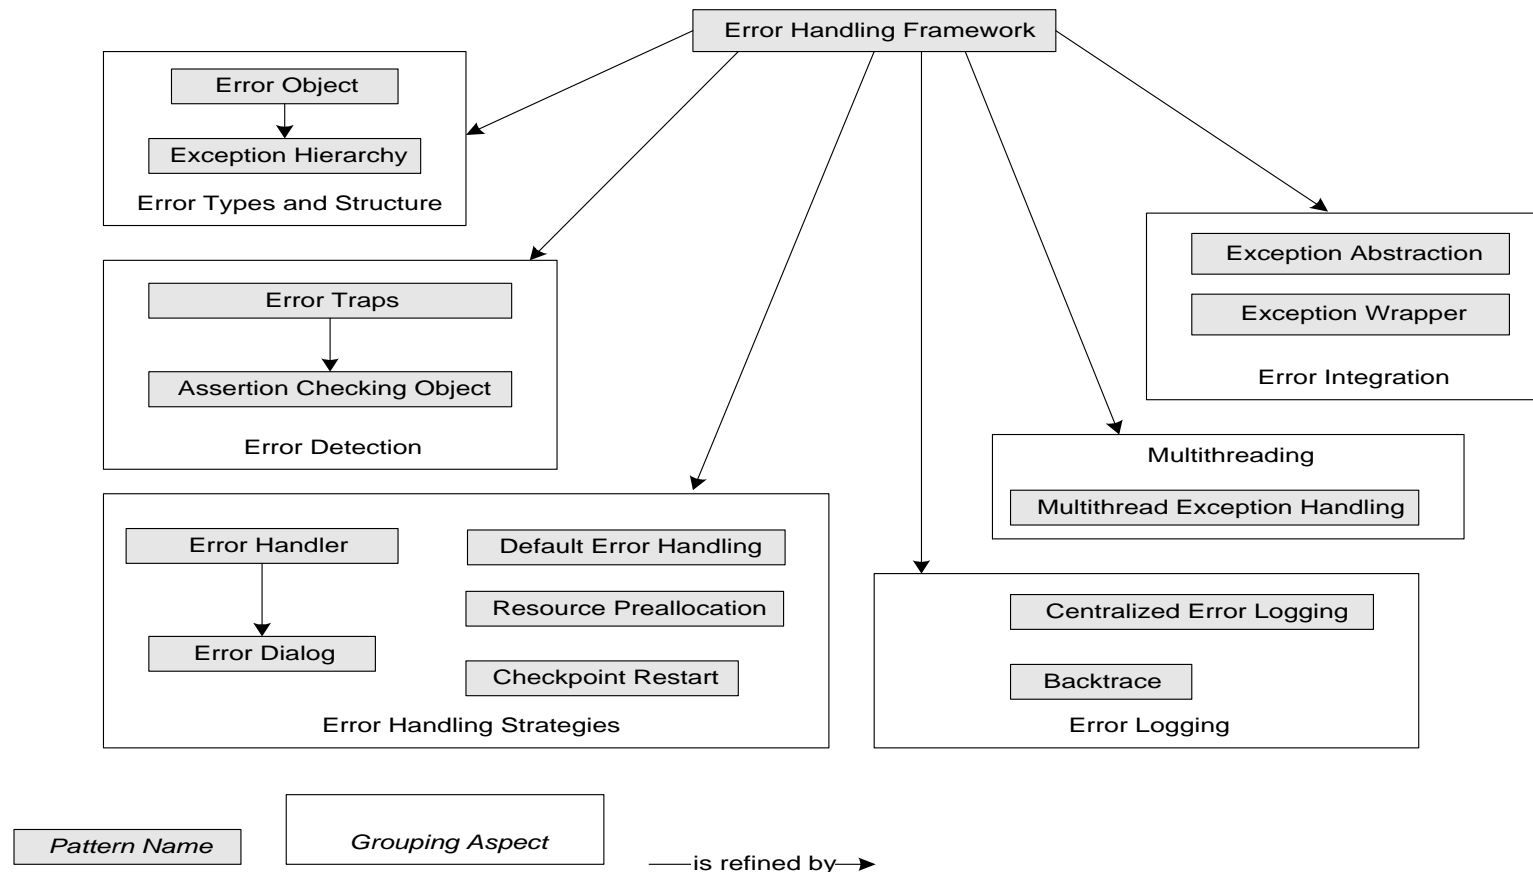 Error Handling Framework
Error Object
Exception Hierarchy
Error Types and Structure
Error Traps
Assertion Checking Object
Error Detection
Error Handler
Error Dialog
Default Error Handling
Resource Preallocation
Checkpoint Restart
Error Handling Strategies
Exception Abstraction
Exception Wrapper
Error Integration
Multithreading
Multithread Exception Handling
Centralized Error Logging
Backtrace
Error Logging
Pattern Name
Grouping Aspect
is refined by